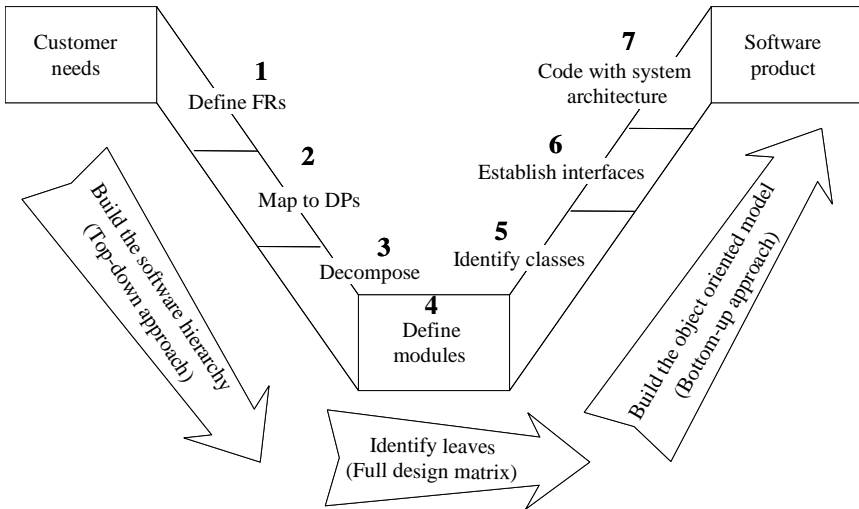 Customer
needs
1
Define FRs
2
Map to DPs
3
Decompose
4
Define
modules
5
Identify classes
6
Establish interfaces
7
Code with system
architecture
Software
product
Build the software hierarchy
(Top-down approach)
Identify leaves
(Full design matrix)
Build the object oriented model
(Bottom-up approach)